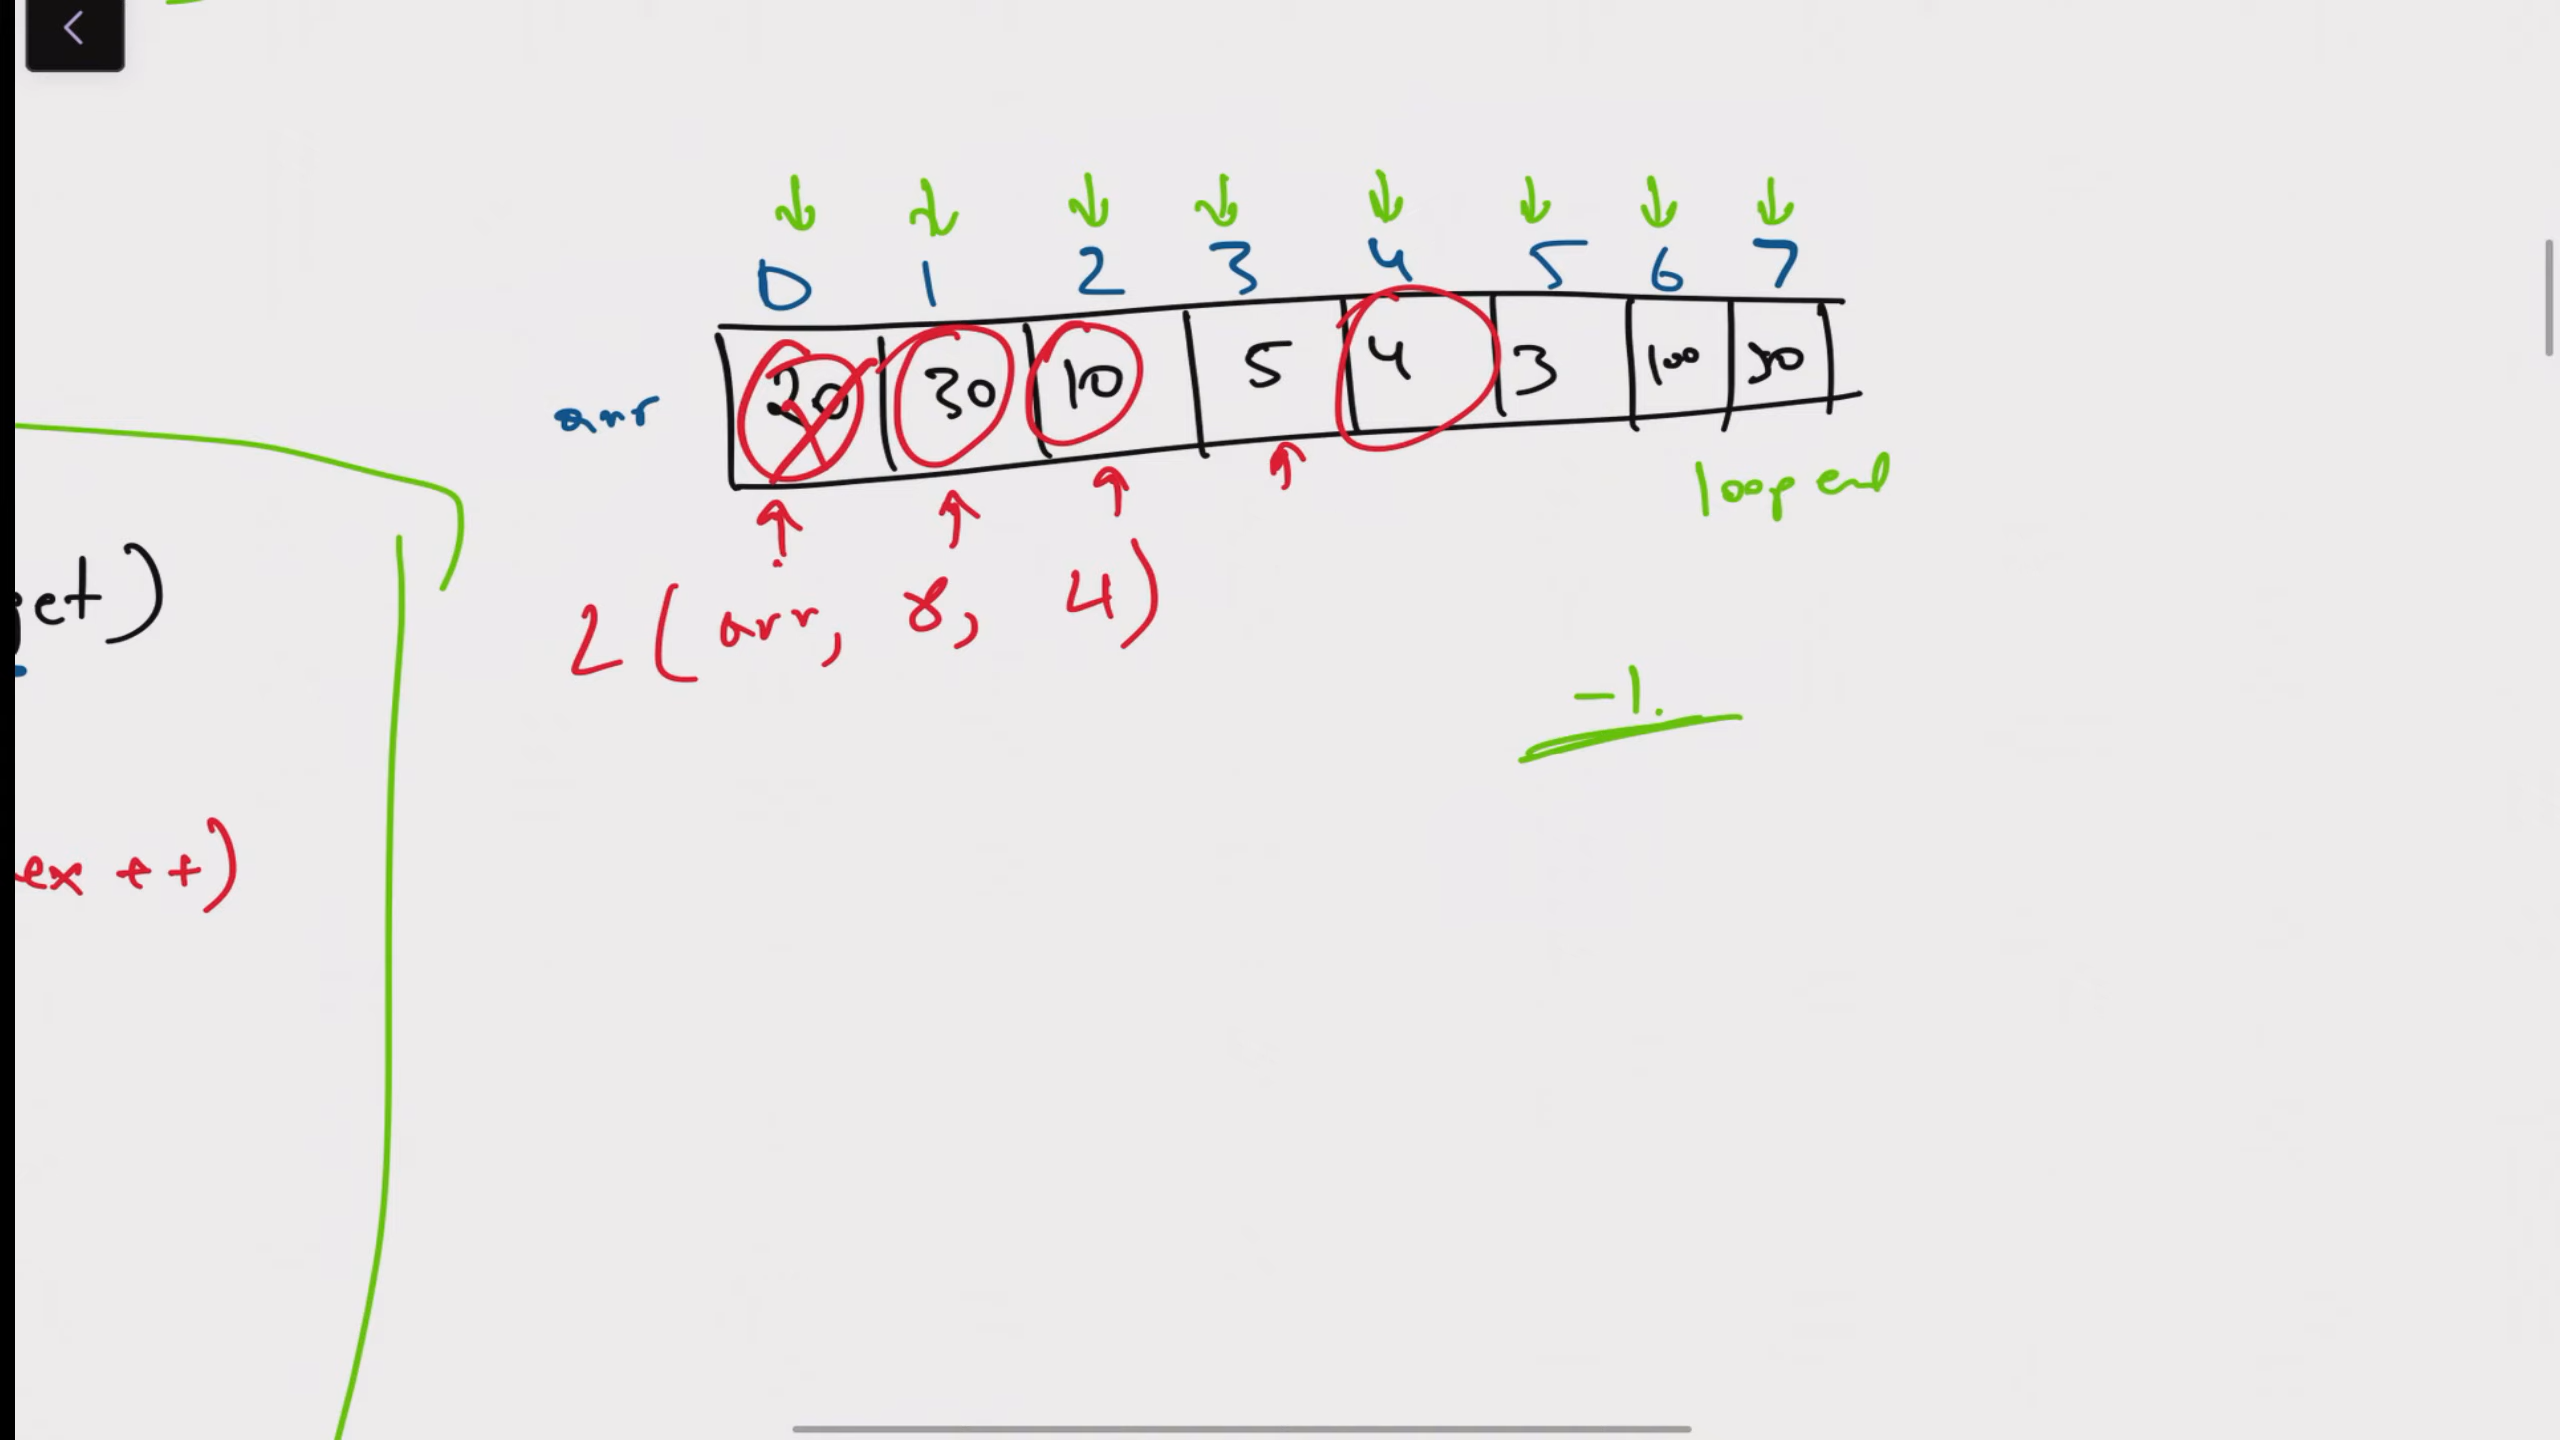 0 1 2 3 4 5 6 7
arr 20 30 10 5 4 3 100 50
loop end
get)
2 (arr, 8, 4)
-1.
ex ++)